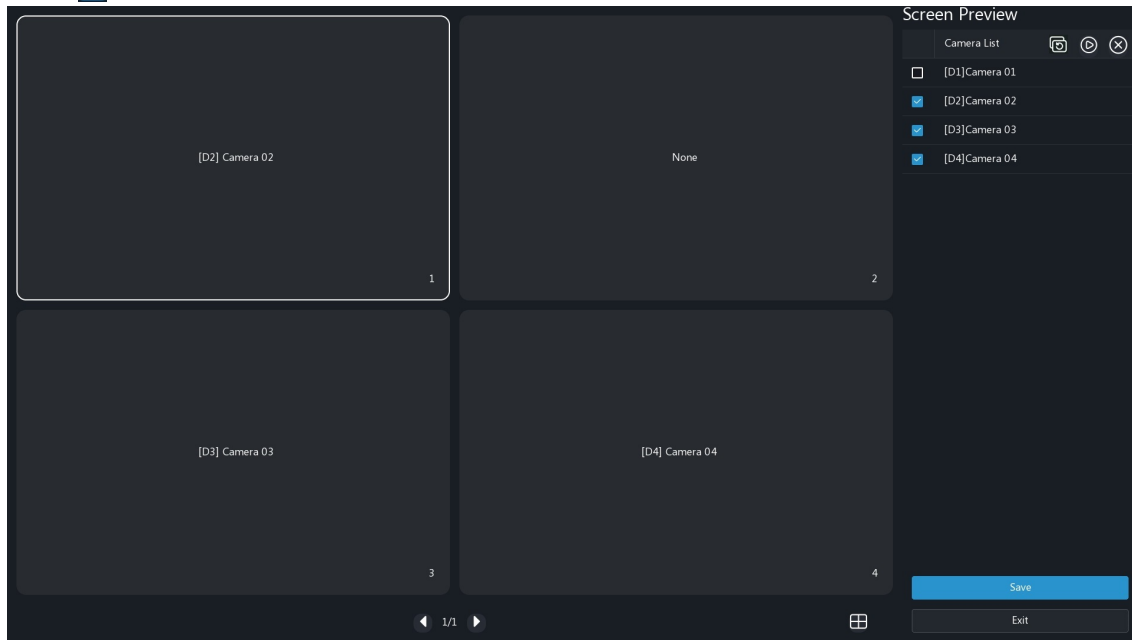 Screen Preview
Camera List
[D1]Camera 01
[D2]Camera 02
[D3]Camera 03
[D4]Camera 04
[D2] Camera 02
None
1
2
[D3] Camera 03
[D4] Camera 04
3
4
1/1
Save
Exit